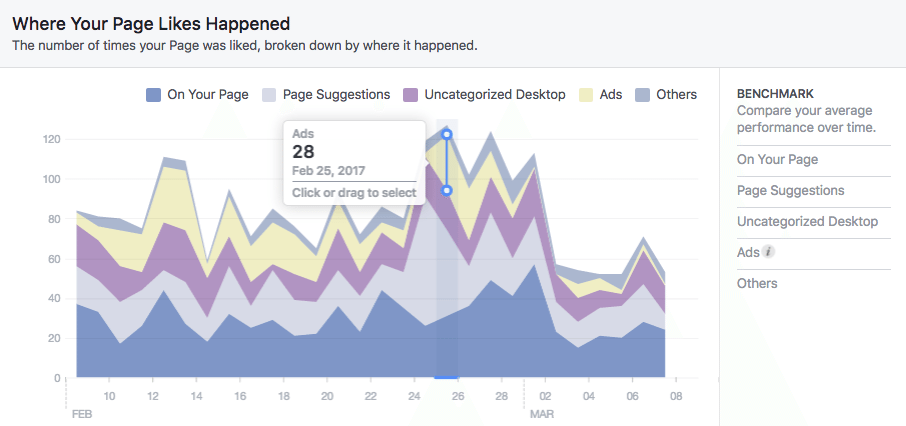 Where Your Page Likes Happened
The number of times your Page was liked, broken down by where it happened.
On Your Page Page Suggestions Uncategorized Desktop Ads Others
120
100
80
60
40
20
0
Ads
28
Feb 25, 2017
Click or drag to select
10 12 14 16 18 20 22 24 26 28 02 04 06 08
FEB MAR
BENCHMARK
Compare your average
performance over time.
On Your Page
Page Suggestions
Uncategorized Desktop
Ads i
Others